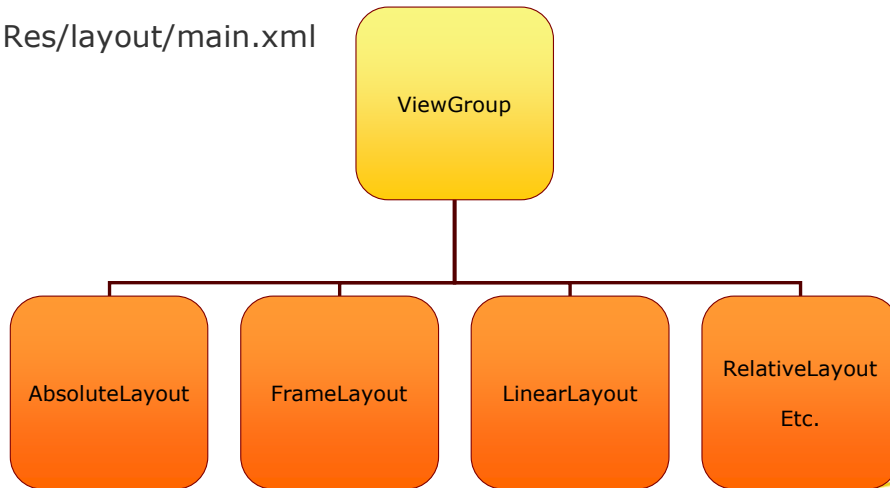 Res/layout/main.xml
ViewGroup
AbsoluteLayout
FrameLayout
LinearLayout
RelativeLayout
Etc.